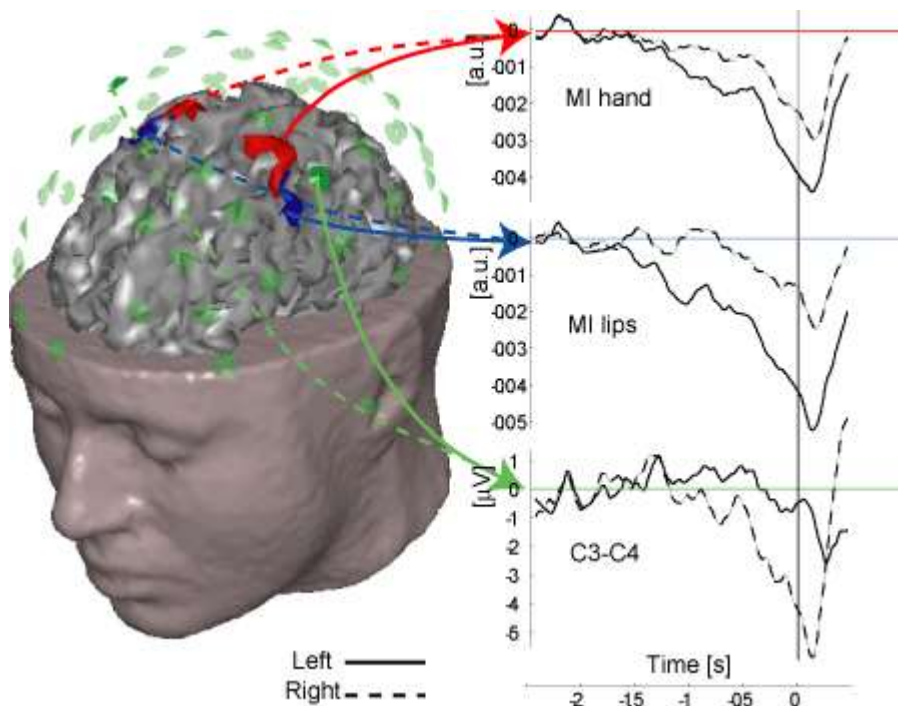 0
[a.u.]
-001
-002
-003
-004
MI hand
0
[a.u.]
-001
-002
-003
-004
-005
MI lips
1
0
[µV]
-1
-2
-3
-4
-5
C3-C4
Left
Right
Time [s]
-2 -15 -1 -05 0